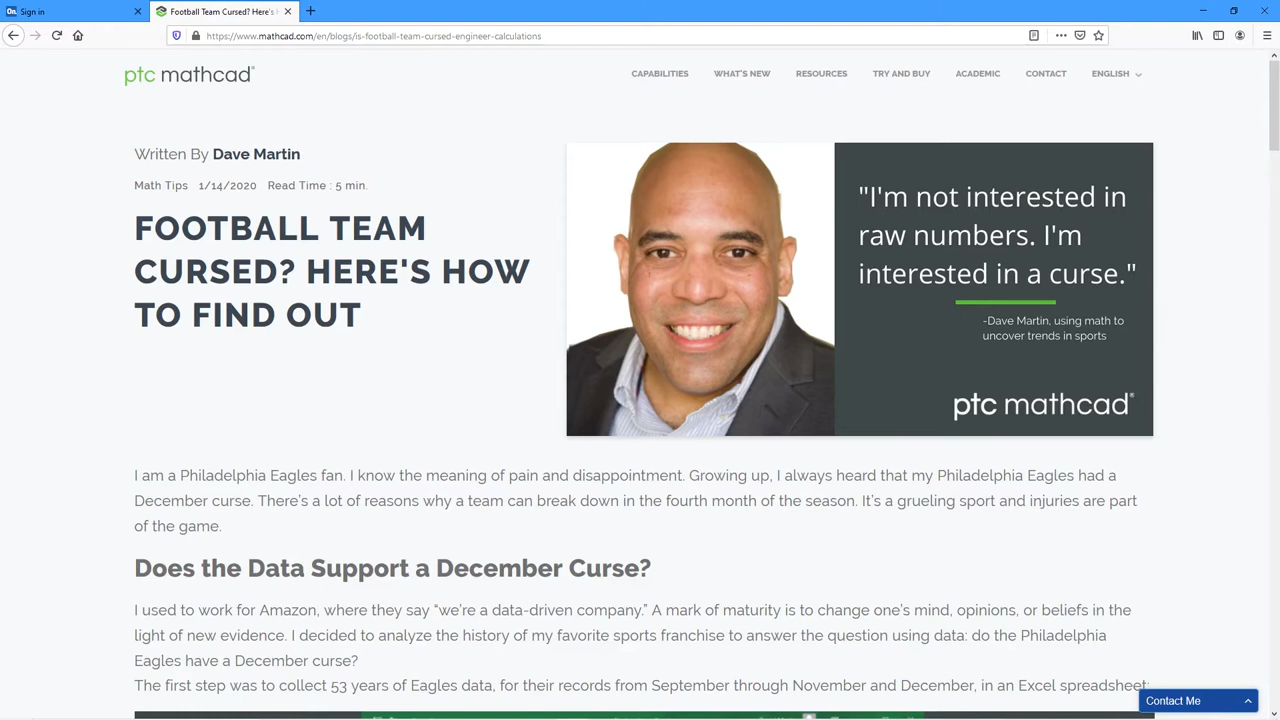 Sign in
Football Team Cursed? Here's H
https://www.mathcad.com/en/blogs/is-football-team-cursed-engineer-calculations
ptc mathcad®
CAPABILITIES WHAT'S NEW RESOURCES TRY AND BUY ACADEMIC CONTACT ENGLISH
Written By Dave Martin
Math Tips 1/14/2020 Read Time : 5 min.
FOOTBALL TEAM
CURSED? HERE'S HOW
TO FIND OUT
"I'm not interested in
raw numbers. I'm
interested in a curse."
-Dave Martin, using math to
uncover trends in sports
ptc mathcad®
I am a Philadelphia Eagles fan. I know the meaning of pain and disappointment. Growing up, I always heard that my Philadelphia Eagles had a
December curse. There’s a lot of reasons why a team can break down in the fourth month of the season. It’s a grueling sport and injuries are part
of the game.
Does the Data Support a December Curse?
I used to work for Amazon, where they say “we’re a data-driven company.” A mark of maturity is to change one’s mind, opinions, or beliefs in the
light of new evidence. I decided to analyze the history of my favorite sports franchise to answer the question using data: do the Philadelphia
Eagles have a December curse?
The first step was to collect 53 years of Eagles data, for their records from September through November and December, in an Excel spreadsheet:
Contact Me